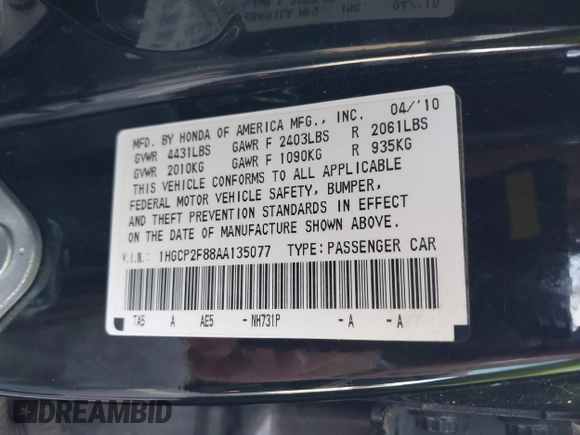 04/'10
MFD. BY HONDA OF AMERICA MFG., INC. 04/'10
GVWR 4431LBS GAWR F 2403LBS R 2061LBS
GVWR 2010KG GAWR F 1090KG R 935KG
THIS VEHICLE CONFORMS TO ALL APPLICABLE
FEDERAL MOTOR VEHICLE SAFETY, BUMPER,
AND THEFT PREVENTION STANDARDS IN EFFECT
ON THE DATE OF MANUFACTURE SHOWN ABOVE.
V.I.N.: 1HGCP2F88AA135077 TYPE: PASSENGER CAR
TA5 A AE5 - NH731P - A - A
DREAMBID